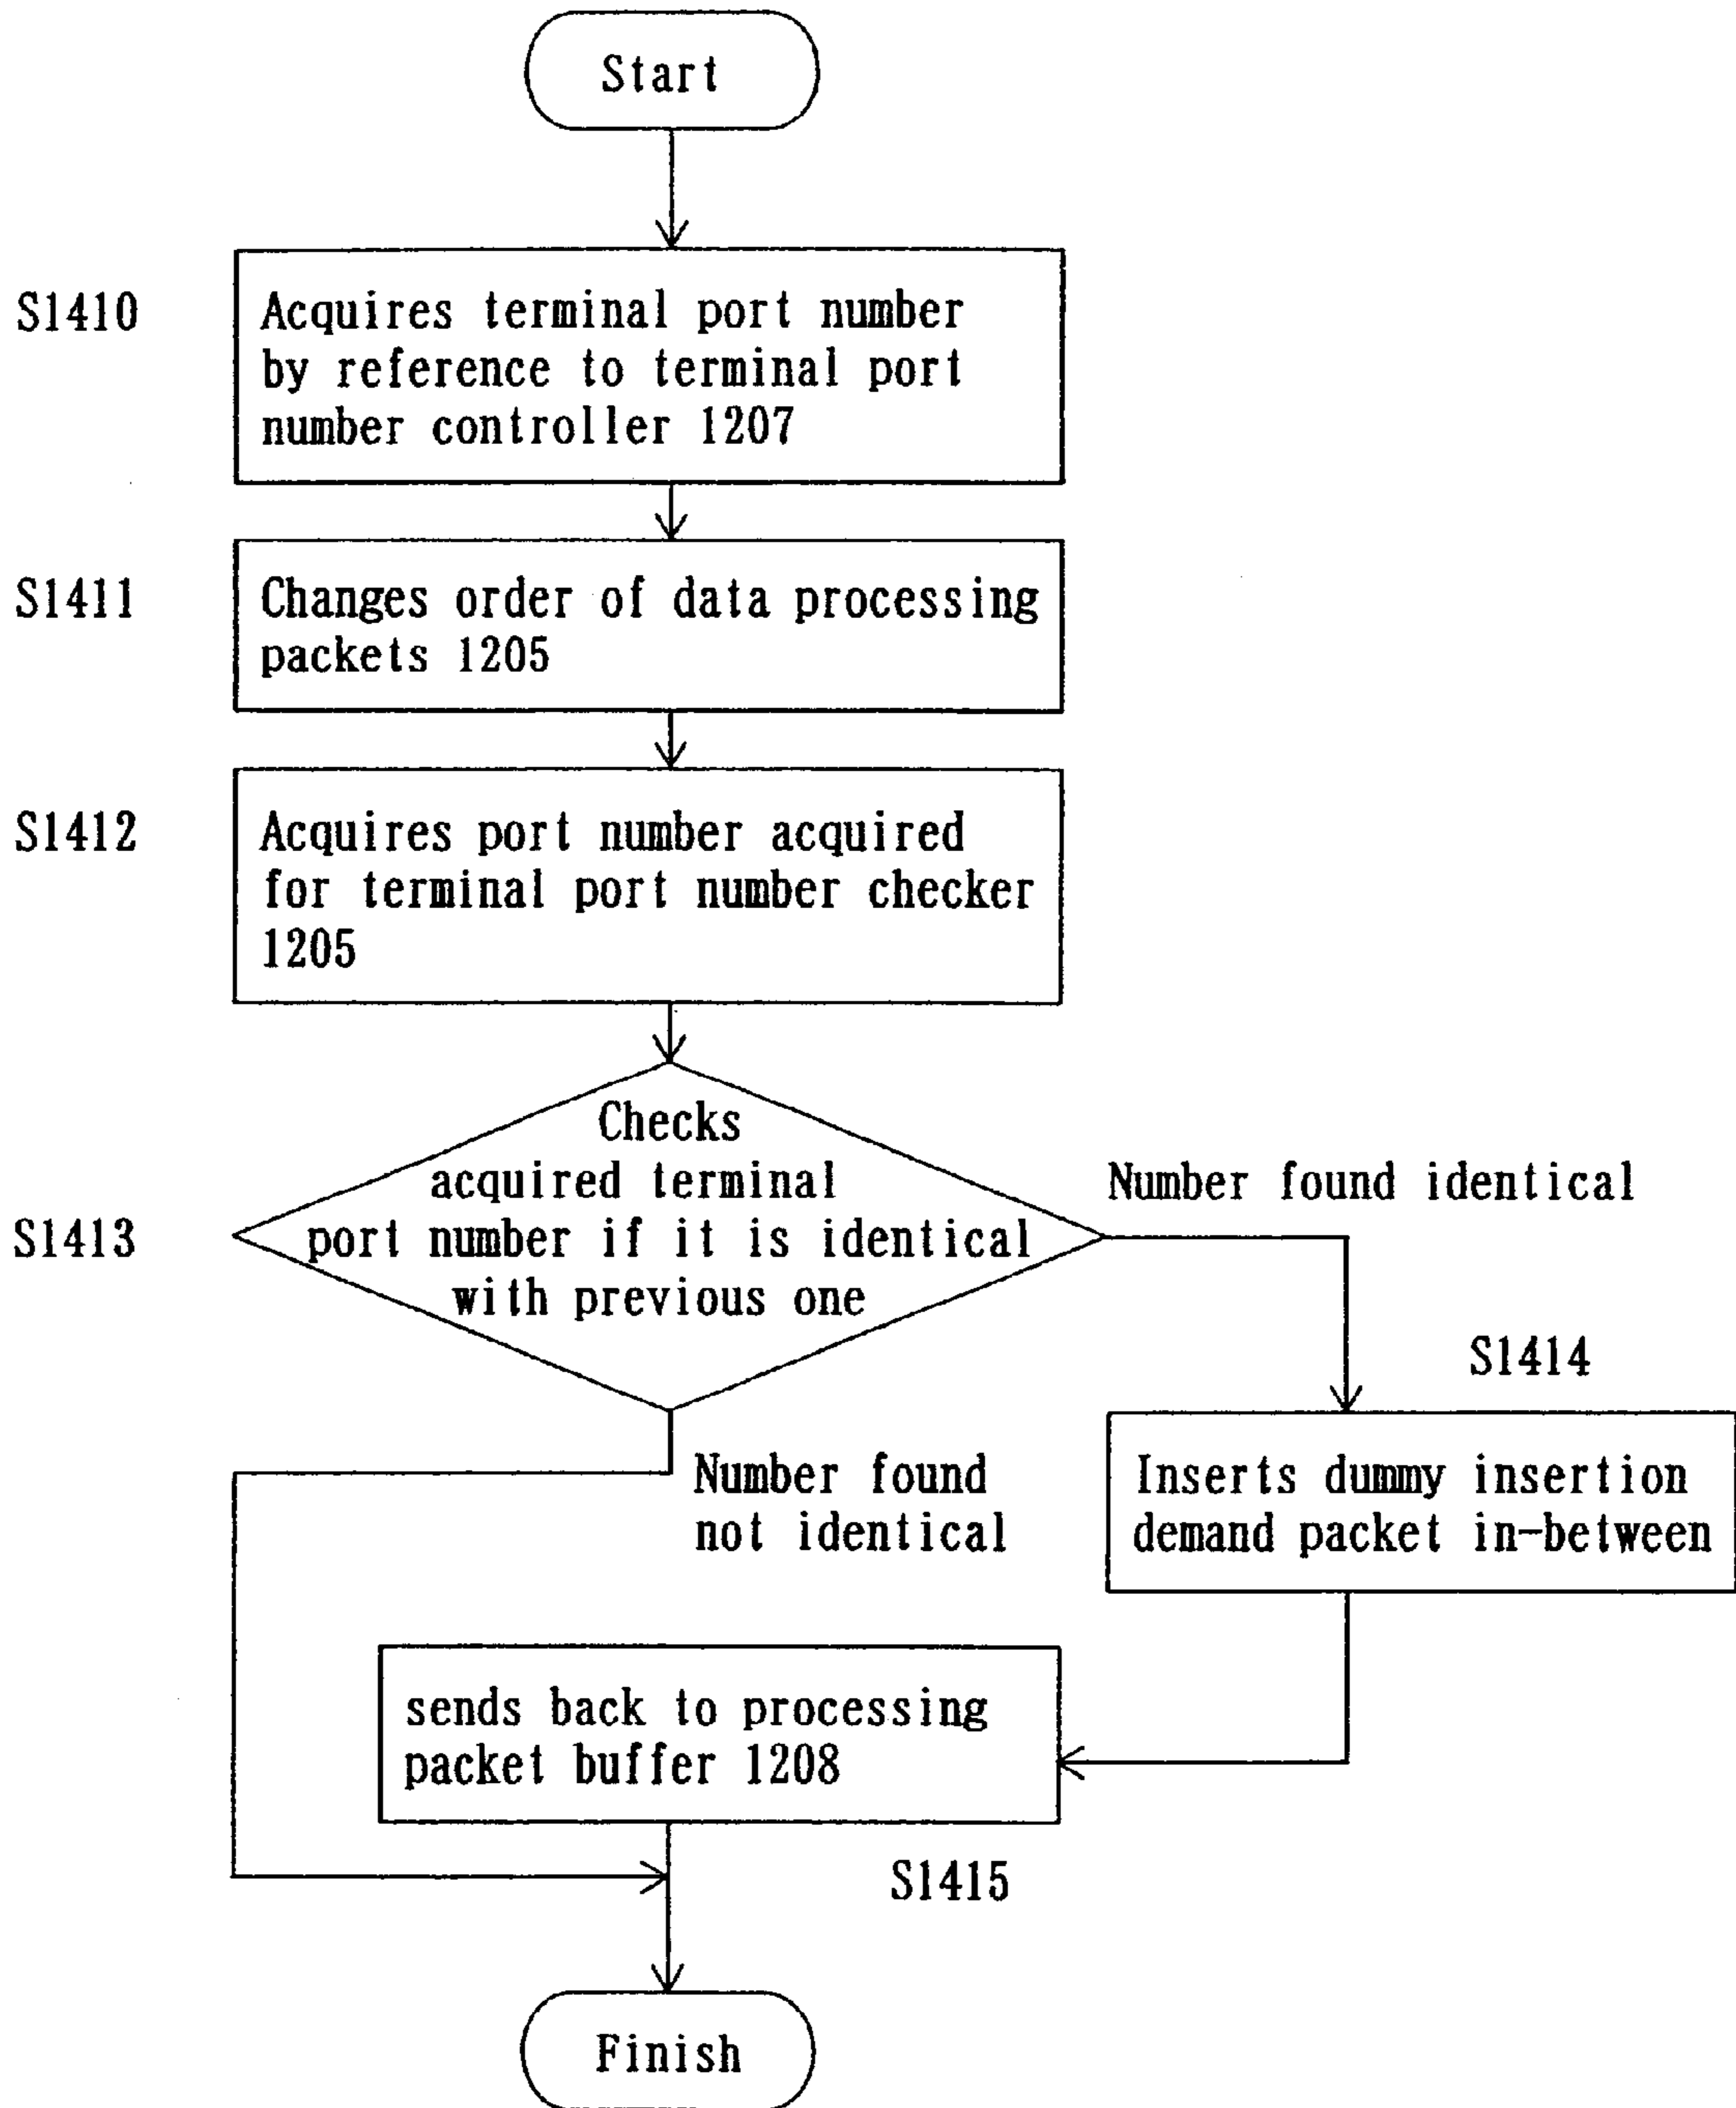 Start
S1410
Acquires terminal port number
by reference to terminal port
number controller 1207
S1411
Changes order of data processing
packets 1205
S1412
Acquires port number acquired
for terminal port number checker
1205
S1413
Checks
acquired terminal
port number if it is identical
with previous one
Number found identical
S1414
Inserts dummy insertion
demand packet in-between
Number found
not identical
sends back to processing
packet buffer 1208
S1415
Finish